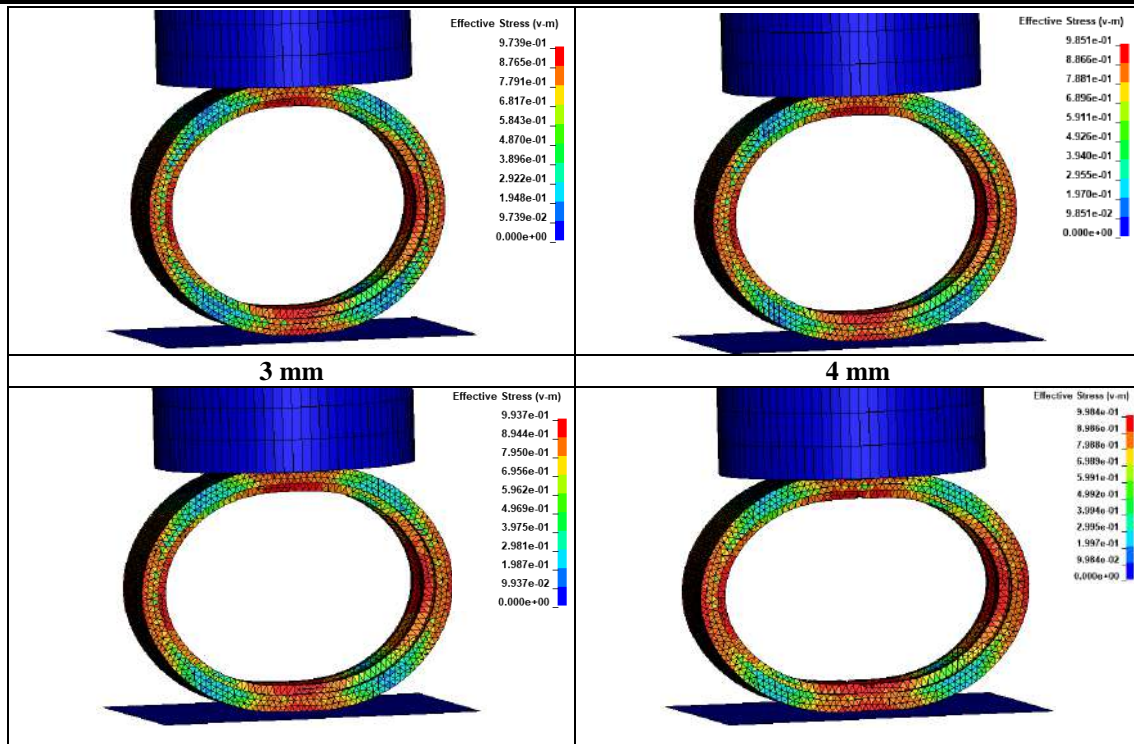 Effective Stress (v-m)
9.739e-01
8.765e-01
7.791e-01
6.817e-01
5.843e-01
4.870e-01
3.896e-01
2.922e-01
1.948e-01
9.739e-02
0.000e+00
Effective Stress (v-m)
9.851e-01
8.866e-01
7.881e-01
6.896e-01
5.911e-01
4.926e-01
3.940e-01
2.955e-01
1.970e-01
9.851e-02
0.000e+00
3 mm
4 mm
Effective Stress (v-m)
9.937e-01
8.944e-01
7.950e-01
6.956e-01
5.962e-01
4.969e-01
3.975e-01
2.981e-01
1.987e-01
9.937e-02
0.000e+00
Effective Stress (v-m)
9.984e-01
8.986e-01
7.988e-01
6.989e-01
5.991e-01
4.992e-01
3.994e-01
2.995e-01
1.997e-01
9.984e-02
0.000e+00